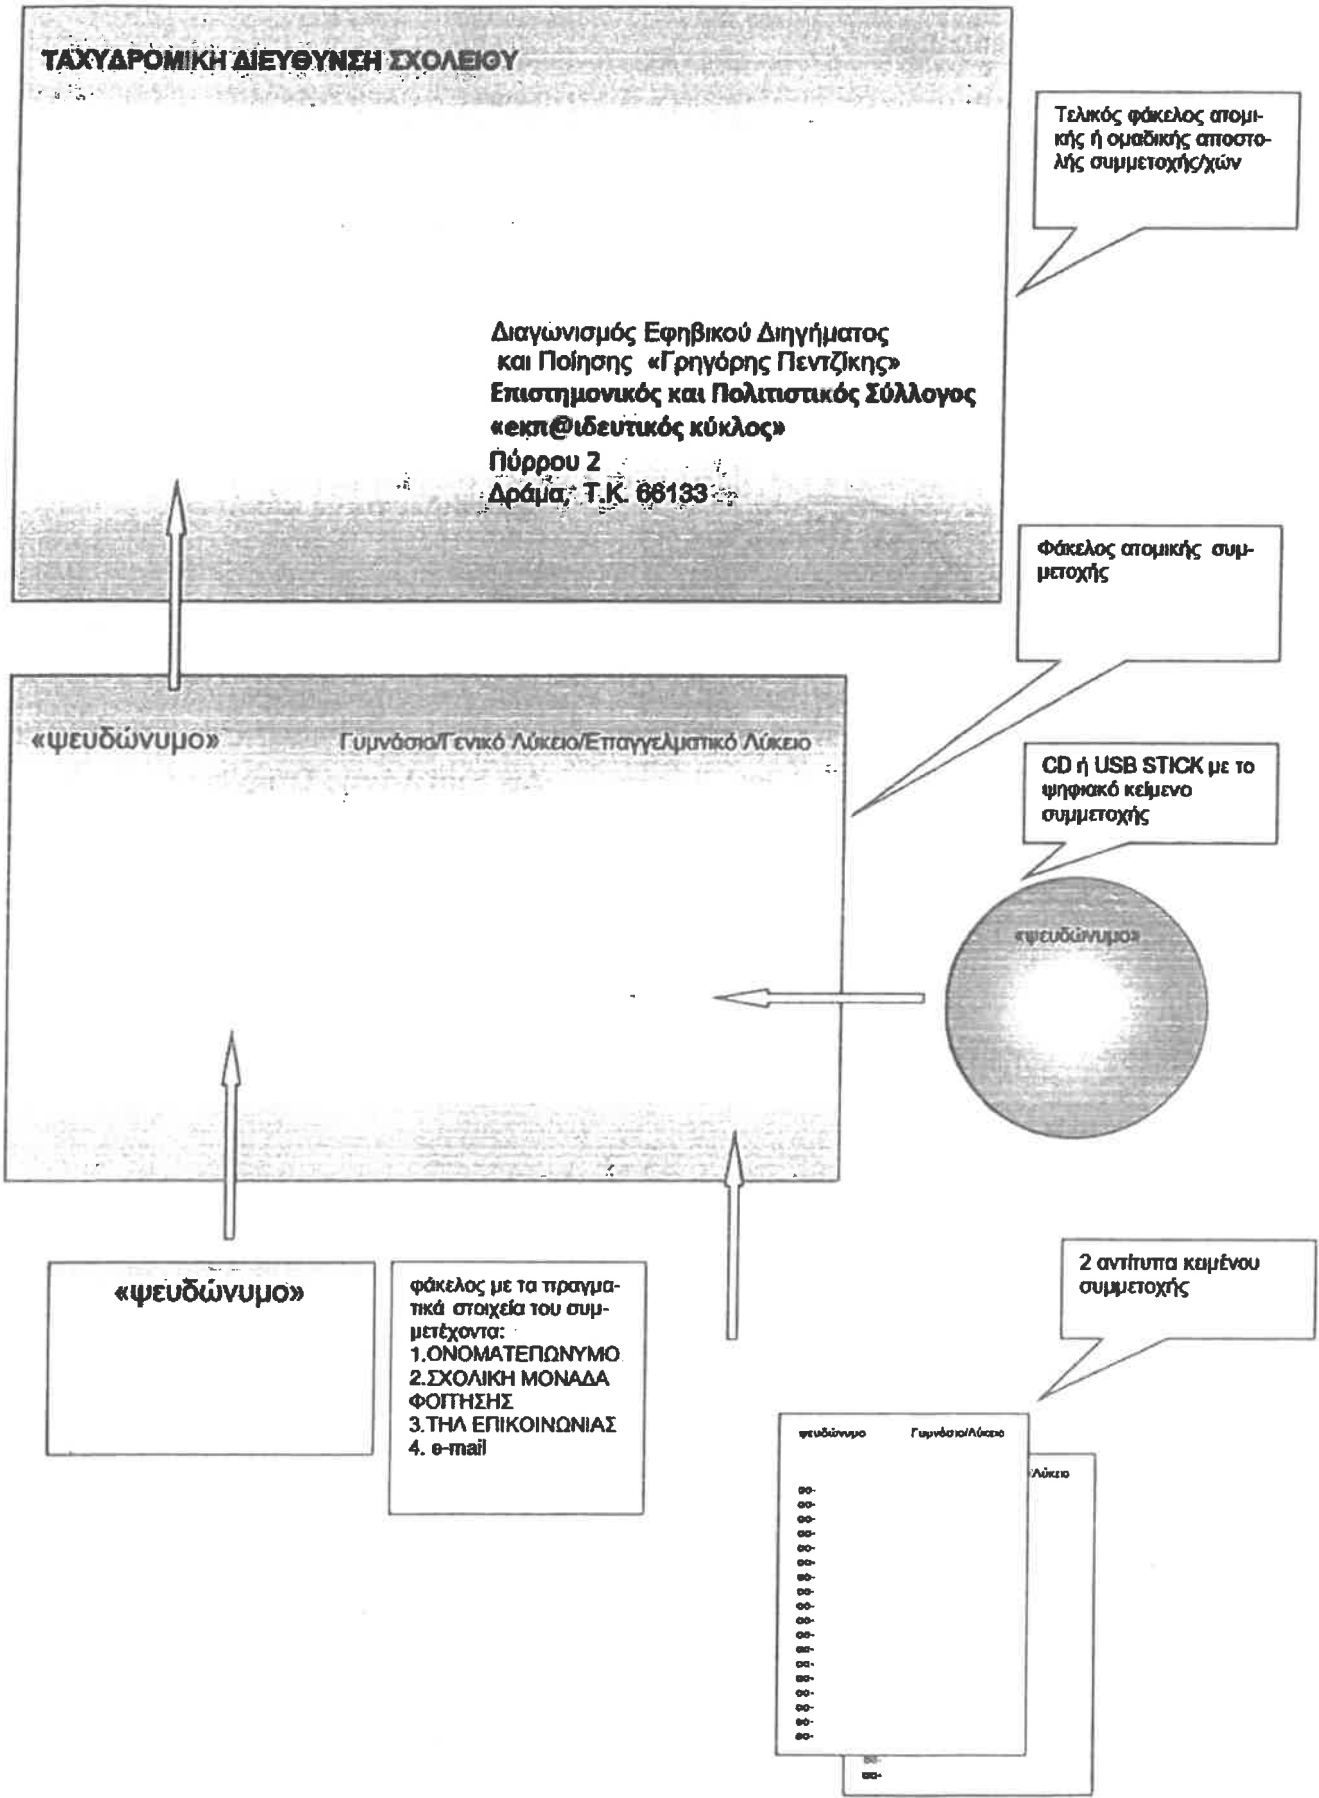 ΤΑΧΥΔΡΟΜΙΚΗ ΔΙΕΥΘΥΝΣΗ ΣΧΟΛΕΙΟΥ
Τελικός φάκελος ατομι-
κής ή ομαδικής αποστο-
λής συμμετοχής/χών
Διαγωνισμός Εφηβικού Διηγήματος
και Ποίησης «Γρηγόρης Πεντζίκης»
Επιστημονικός και Πολιτιστικός Σύλλογος
«εκπ@ιδευτικός κύκλος»
Πύρρου 2
Δράμα, Τ.Κ. 66133
Φάκελος ατομικής συμ-
μετοχής
«ψευδώνυμο» Γυμνάσιο/Γενικό Λύκειο/Επαγγελματικό Λύκειο
CD ή USB STICK με το
ψηφιακό κείμενο
συμμετοχής
«ψευδώνυμο»
«ψευδώνυμο»
φάκελος με τα πραγμα-
τικά στοιχεία του συμ-
μετέχοντα:
1.ΟΝΟΜΑΤΕΠΩΝΥΜΟ
2.ΣΧΟΛΙΚΗ ΜΟΝΑΔΑ
ΦΟΙΤΗΣΗΣ
3.ΤΗΛ ΕΠΙΚΟΙΝΩΝΙΑΣ
4. e-mail
2 αντίτυπα κειμένου
συμμετοχής
ψευδώνυμο Γυμνάσιο/Λύκειο
/Λύκειο